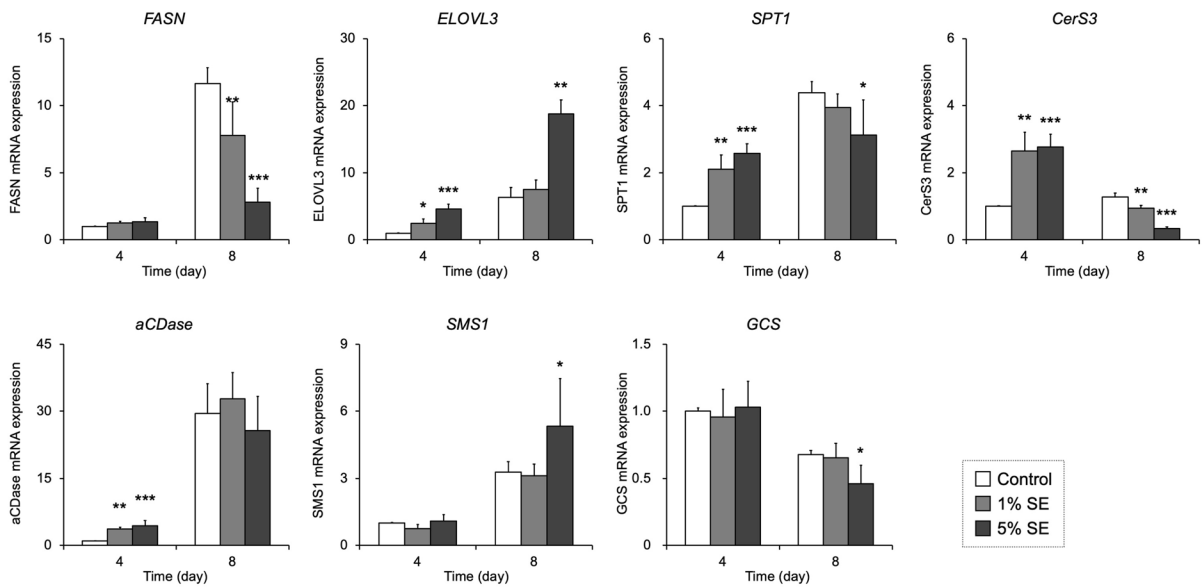 FASN
FASN mRNA expression
15
10
5
0
**
***
4
8
Time (day)
ELOVL3
ELOVL3 mRNA expression
30
20
10
0
*
***
**
4
8
Time (day)
SPT1
SPT1 mRNA expression
6
4
2
0
**
***
*
4
8
Time (day)
CerS3
CerS3 mRNA expression
6
4
2
0
**
***
**
***
4
8
Time (day)
aCDase
aCDase mRNA expression
45
30
15
0
**
***
4
8
Time (day)
SMS1
SMS1 mRNA expression
9
6
3
0
*
4
8
Time (day)
GCS
GCS mRNA expression
1.5
1.0
0.5
0
*
4
8
Time (day)
Control
1% SE
5% SE